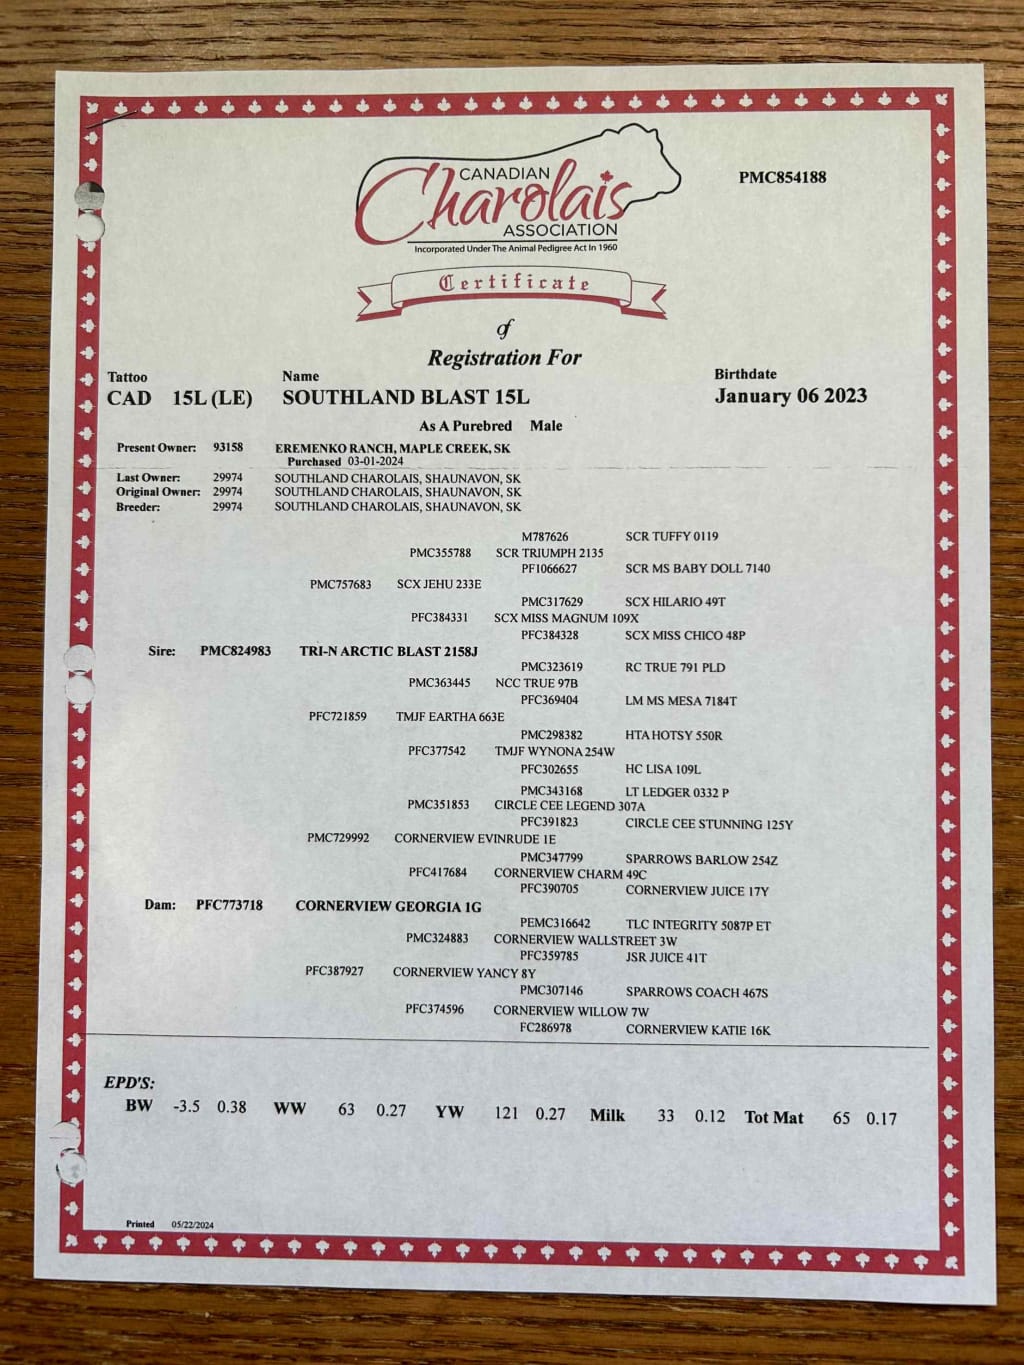 CANADIAN
Charolais
ASSOCIATION
Incorporated Under The Animal Pedigree Act In 1960
PMC854188
Certificate
of
Registration For
Tattoo Name Birthdate
CAD 15L (LE) SOUTHLAND BLAST 15L January 06 2023
As A Purebred Male
Present Owner: 93158 EREMENKO RANCH, MAPLE CREEK, SK
Purchased 03-01-2024
Last Owner: 29974 SOUTHLAND CHAROLAIS, SHAUNAVON, SK
Original Owner: 29974 SOUTHLAND CHAROLAIS, SHAUNAVON, SK
Breeder: 29974 SOUTHLAND CHAROLAIS, SHAUNAVON, SK
M787626 SCR TUFFY 0119
PMC355788 SCR TRIUMPH 2135
PF1066627 SCR MS BABY DOLL 7140
PMC757683 SCX JEHU 233E
PMC317629 SCX HILARIO 49T
PFC384331 SCX MISS MAGNUM 109X
PFC384328 SCX MISS CHICO 48P
Sire: PMC824983 TRI-N ARCTIC BLAST 2158J
PMC323619 RC TRUE 791 PLD
PMC363445 NCC TRUE 97B
PFC369404 LM MS MESA 7184T
PFC721859 TMJF EARTHA 663E
PMC298382 HTA HOTSY 550R
PFC377542 TMJF WYNONA 254W
PFC302655 HC LISA 109L
PMC343168 LT LEDGER 0332 P
PMC351853 CIRCLE CEE LEGEND 307A
PFC391823 CIRCLE CEE STUNNING 125Y
PMC729992 CORNERVIEW EVINRUDE 1E
PMC347799 SPARROWS BARLOW 254Z
PFC417684 CORNERVIEW CHARM 49C
PFC390705 CORNERVIEW JUICE 17Y
Dam: PFC773718 CORNERVIEW GEORGIA 1G
PEMC316642 TLC INTEGRITY 5087P ET
PMC324883 CORNERVIEW WALLSTREET 3W
PFC359785 JSR JUICE 41T
PFC387927 CORNERVIEW YANCY 8Y
PMC307146 SPARROWS COACH 467S
PFC374596 CORNERVIEW WILLOW 7W
FC286978 CORNERVIEW KATIE 16K
EPD'S:
BW -3.5 0.38 WW 63 0.27 YW 121 0.27 Milk 33 0.12 Tot Mat 65 0.17
Printed 05/22/2024